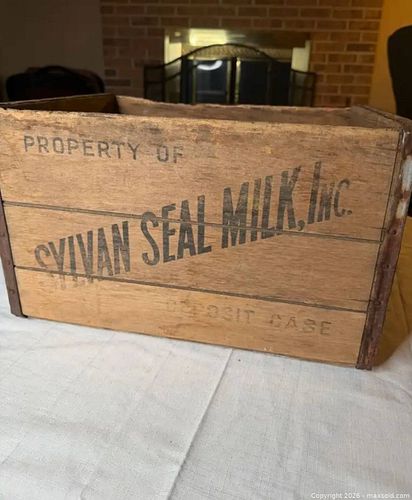 PROPERTY OF
SYLVAN SEAL MILK, INC.
DEPOSIT CASE
Copyright 2026 - maxsold.com